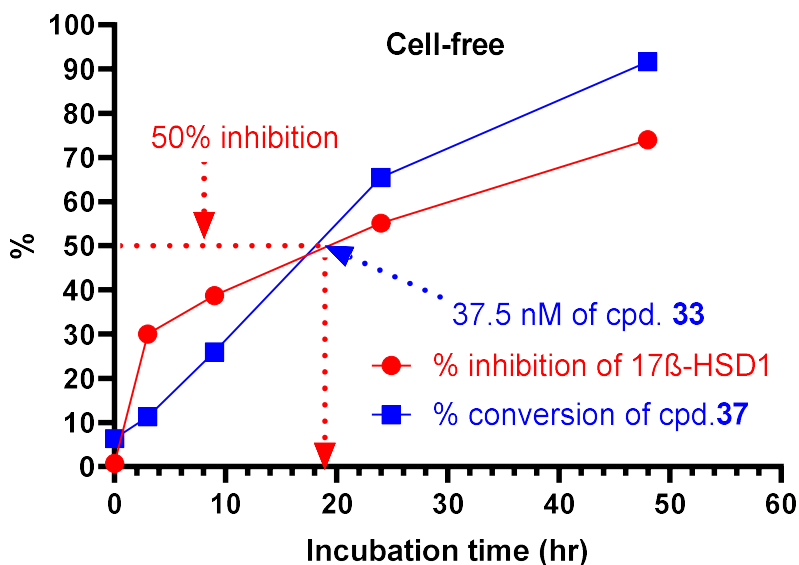 Cell-free
100
90
80
70
60
50
40
30
20
10
0
%
50% inhibition
37.5 nM of cpd. 33
% inhibition of 17ß-HSD1
% conversion of cpd.37
0 10 20 30 40 50 60
Incubation time (hr)